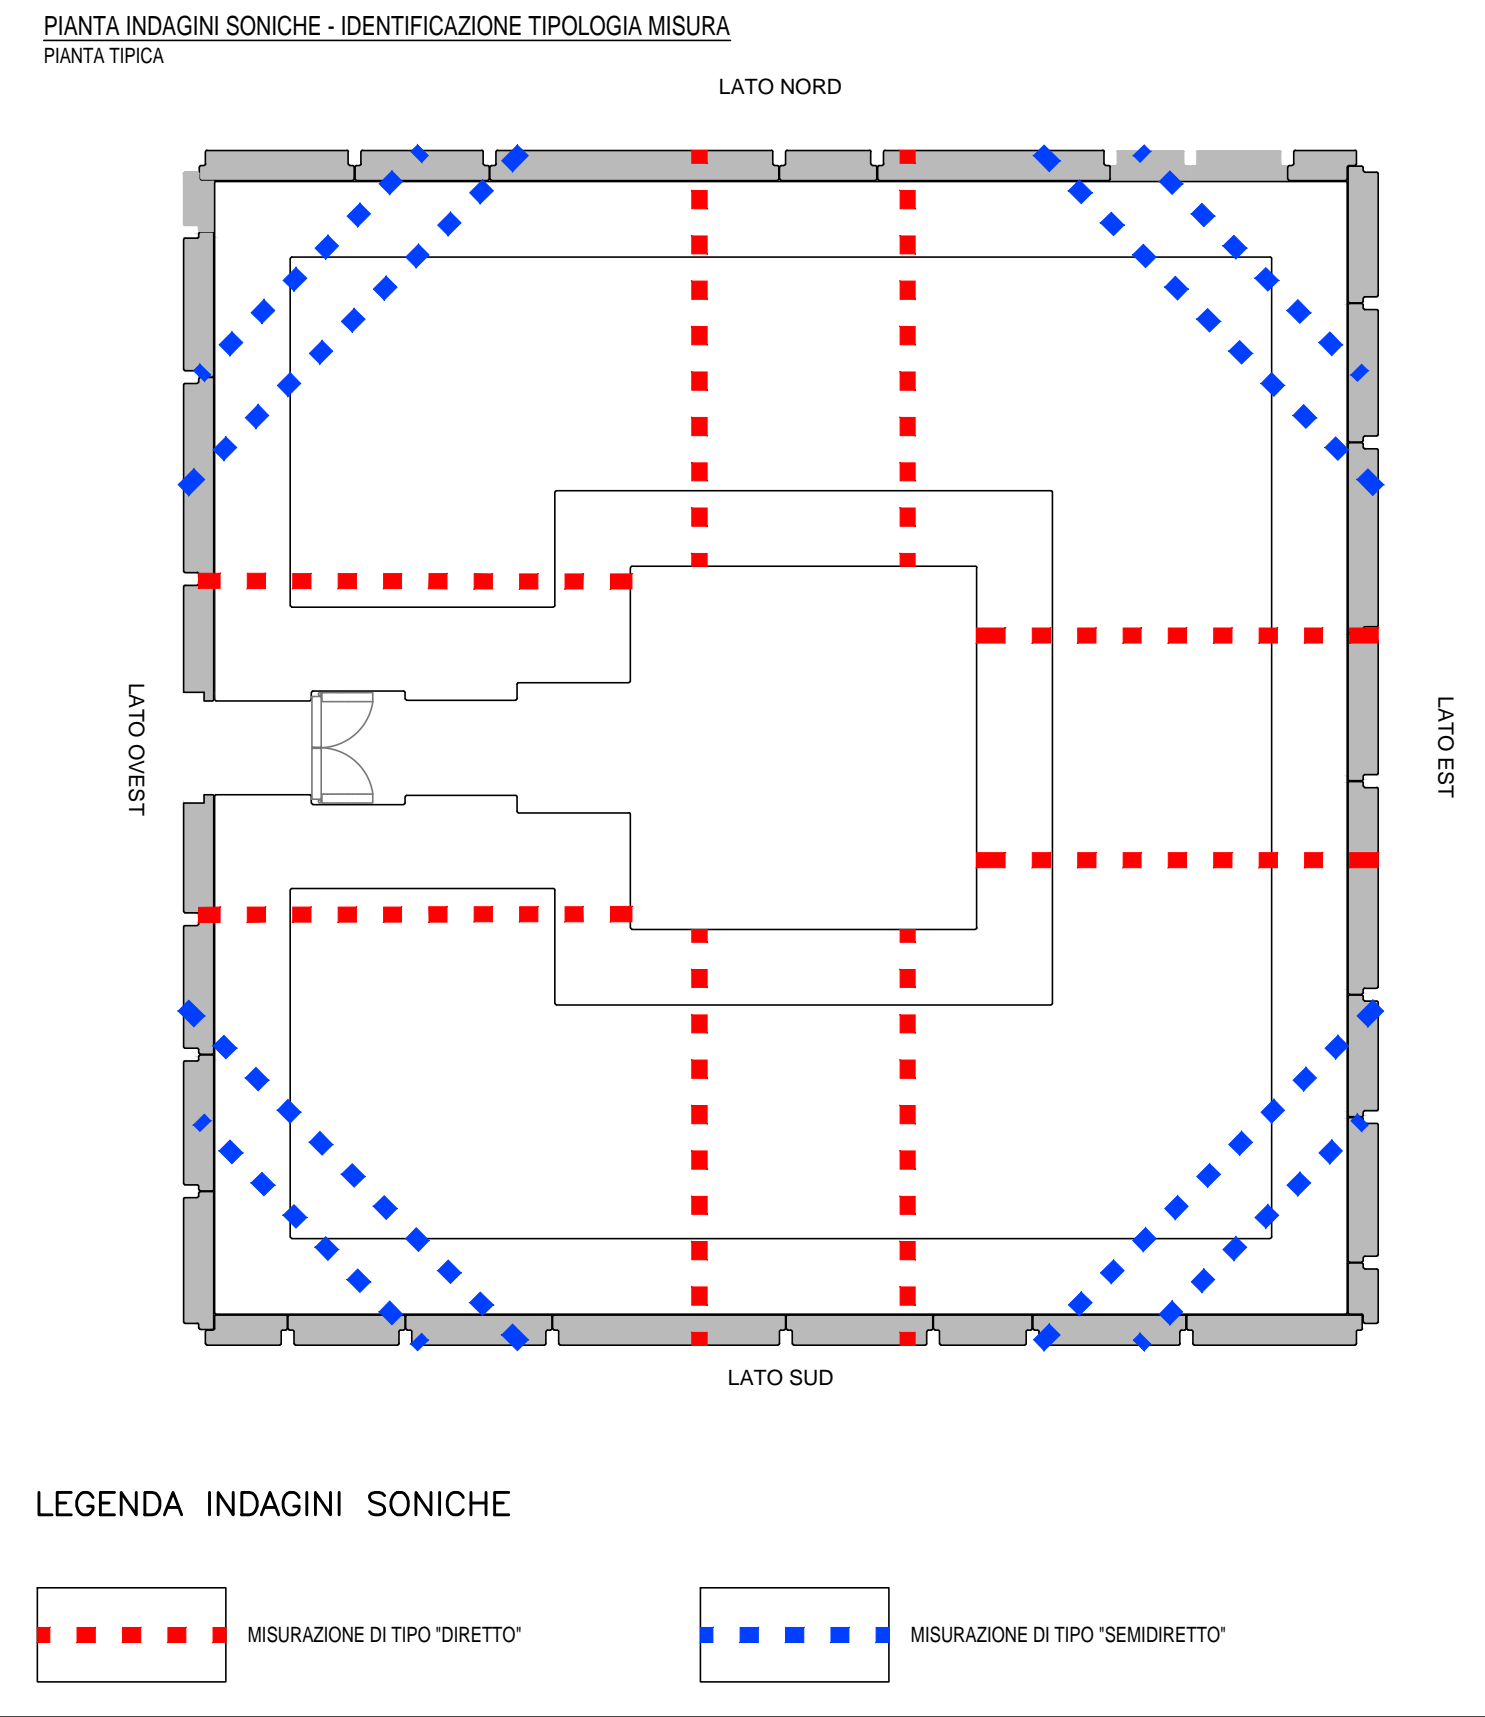 PIANTA INDAGINI SONICHE - IDENTIFICAZIONE TIPOLOGIA MISURA
PIANTA TIPICA
LATO NORD
LATO OVEST
LATO EST
LATO SUD
LEGENDA INDAGINI SONICHE
MISURAZIONE DI TIPO "DIRETTO"
MISURAZIONE DI TIPO "SEMIDIRETTO"